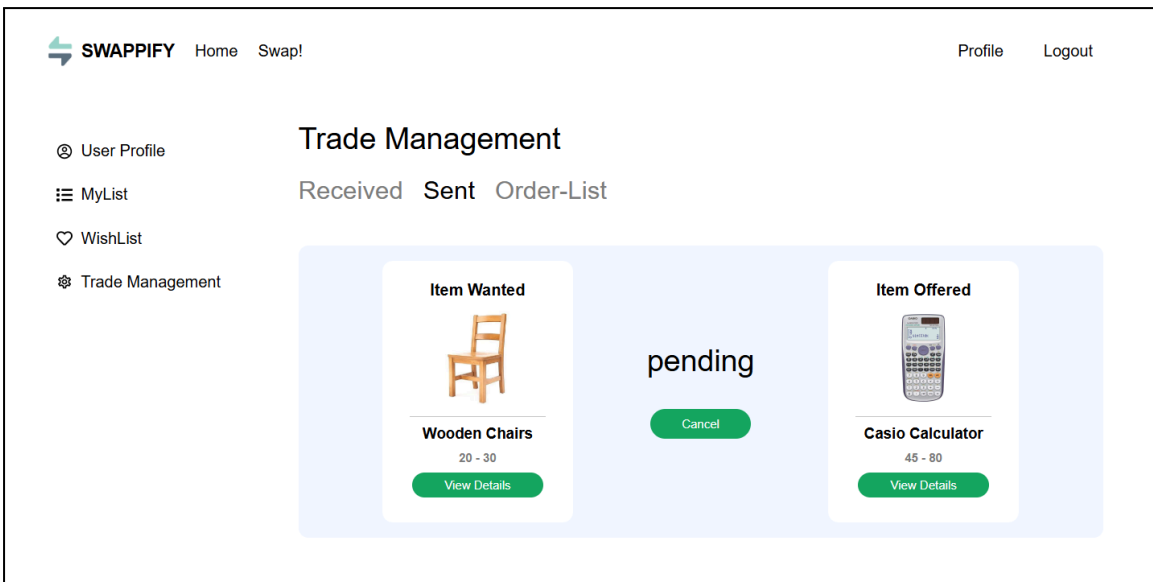 SWAPPIFY Home Swap! Profile Logout
User Profile
MyList
WishList
Trade Management
Trade Management
Received Sent Order-List
Item Wanted
Wooden Chairs
20 - 30
View Details
pending
Cancel
Item Offered
Casio Calculator
45 - 80
View Details